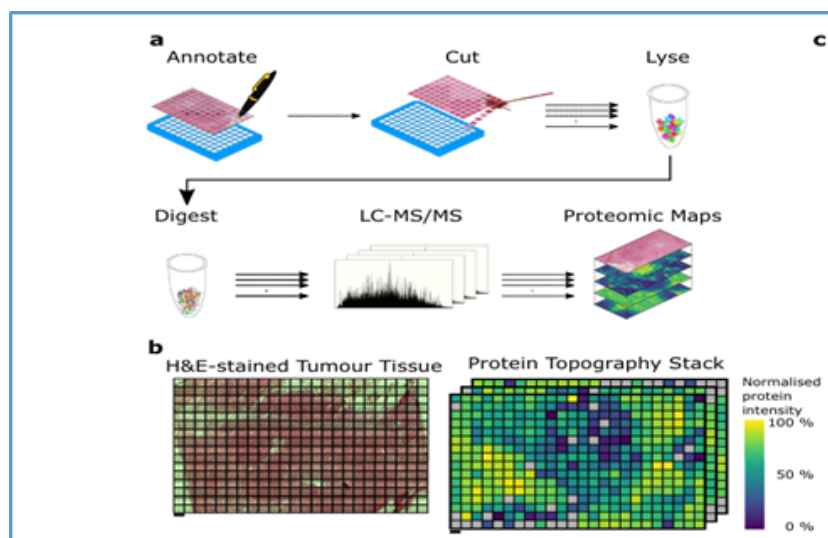 a
c
Annotate
Cut
Lyse
Digest
LC-MS/MS
Proteomic Maps
b
H&E-stained Tumour Tissue
Protein Topography Stack
Normalised
protein
intensity
100 %
50 %
0 %